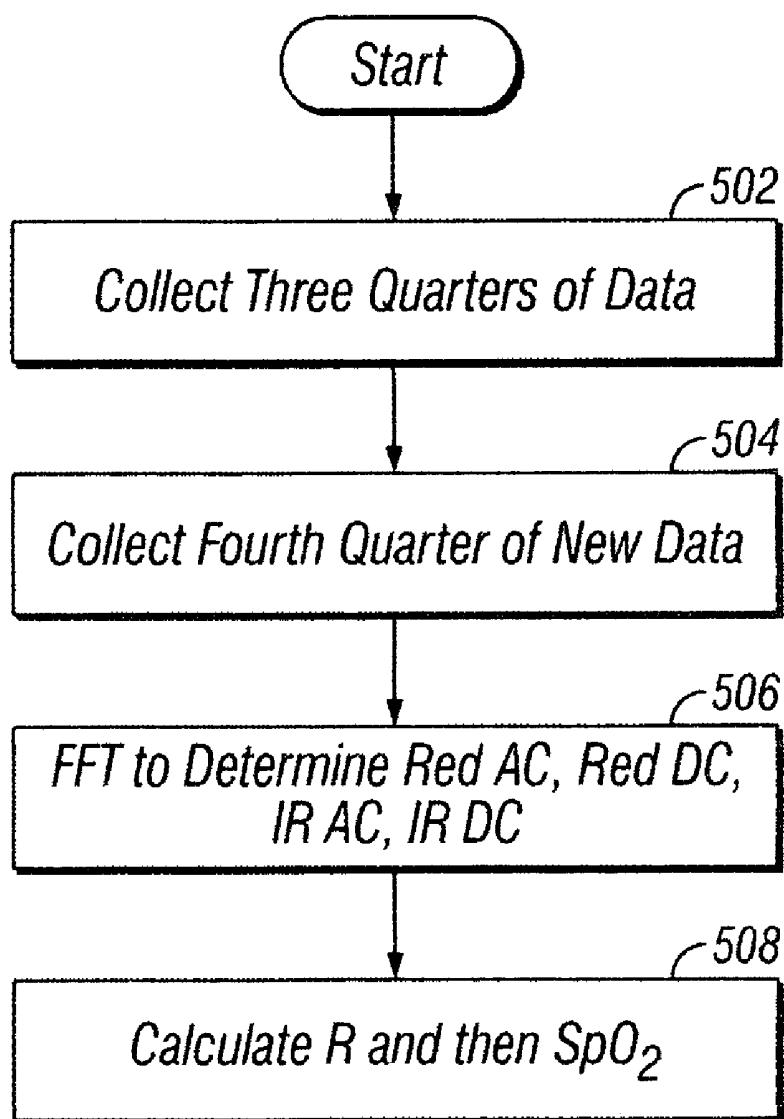 Start
502
Collect Three Quarters of Data
504
Collect Fourth Quarter of New Data
506
FFT to Determine Red AC, Red DC,
IR AC, IR DC
508
Calculate R and then SpO₂